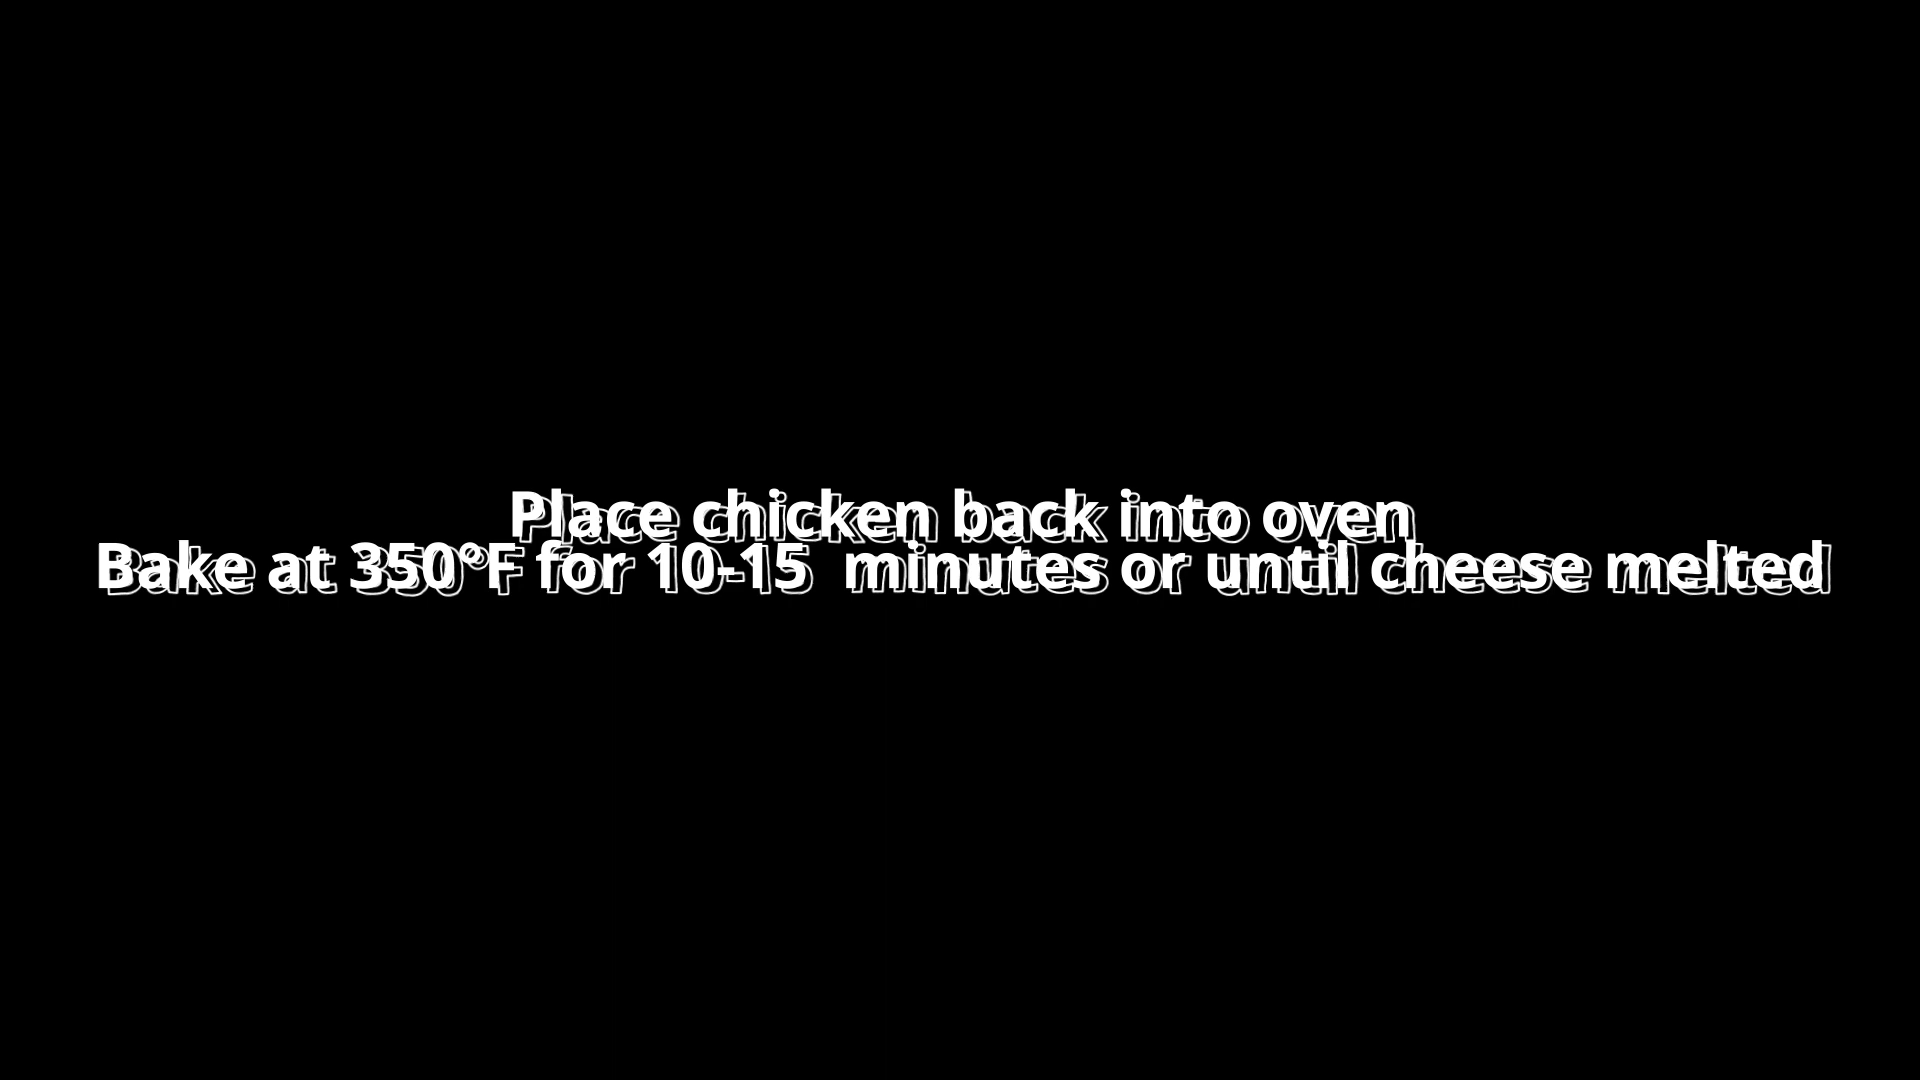 Place chicken back into oven
Bake at 350°F for 10-15  minutes or until cheese melted